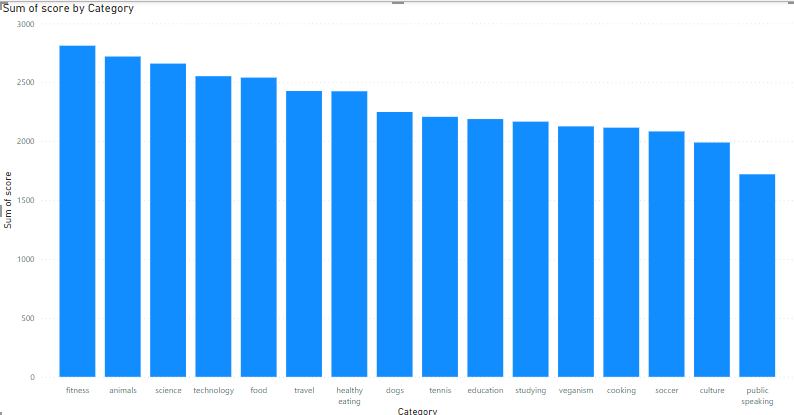 Sum of score by Category
3000
2500
2000
1500
1000
500
0
Sum of score
fitness animals science technology food travel healthy eating dogs tennis education studying veganism cooking soccer culture public speaking
Category